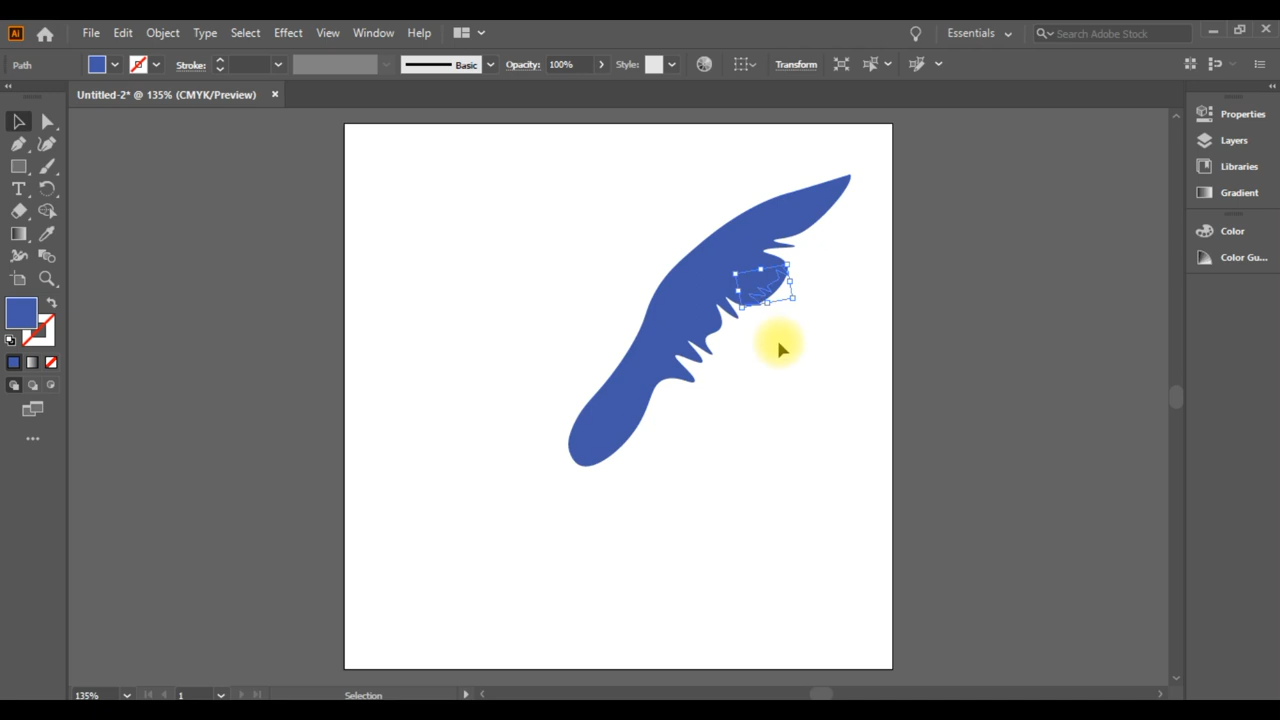 Ai File Edit Object Type Select Effect View Window Help Essentials Search Adobe Stock
Path Stroke: Basic Opacity: 100% Style: Transform
Untitled-2* @ 135% (CMYK/Preview) ×
Properties
Layers
Libraries
Gradient
Color
Color Gu...
T
135% 1 Selection